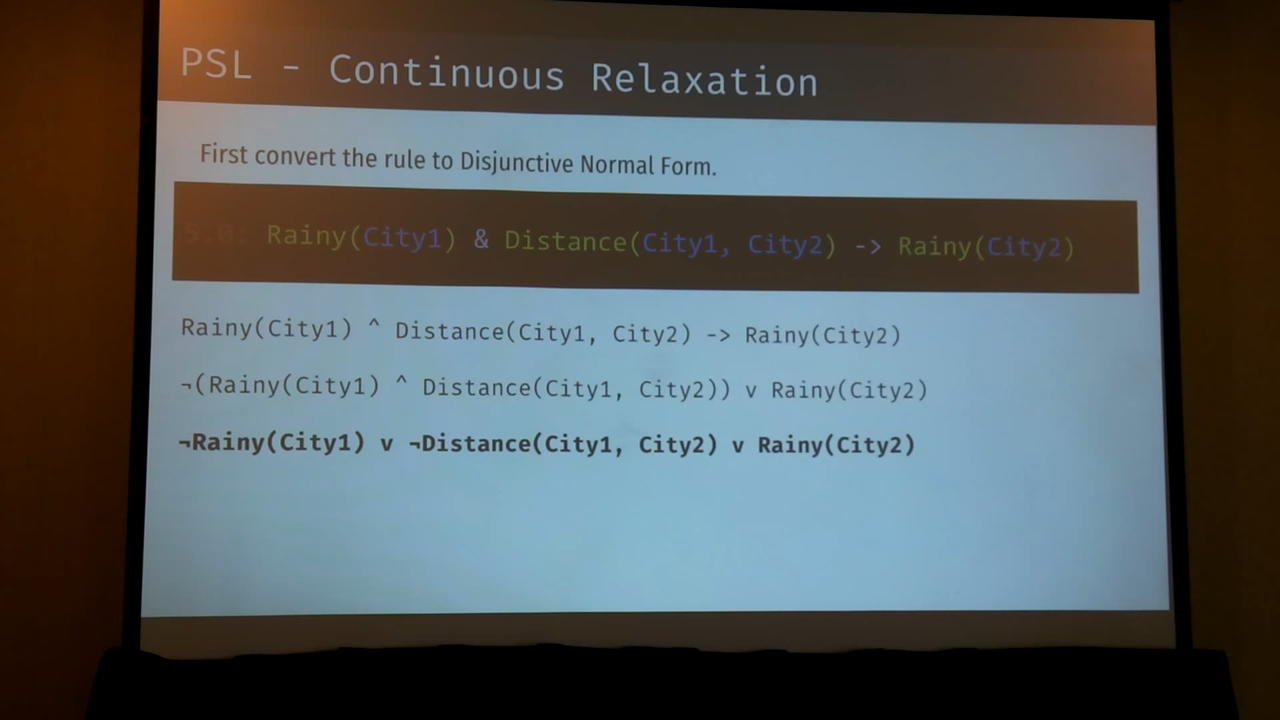 PSL - Continuous Relaxation
First convert the rule to Disjunctive Normal Form.
5.0: Rainy(City1) & Distance(City1, City2) -> Rainy(City2)
Rainy(City1) ^ Distance(City1, City2) -> Rainy(City2)
¬(Rainy(City1) ^ Distance(City1, City2)) v Rainy(City2)
¬Rainy(City1) v ¬Distance(City1, City2) v Rainy(City2)